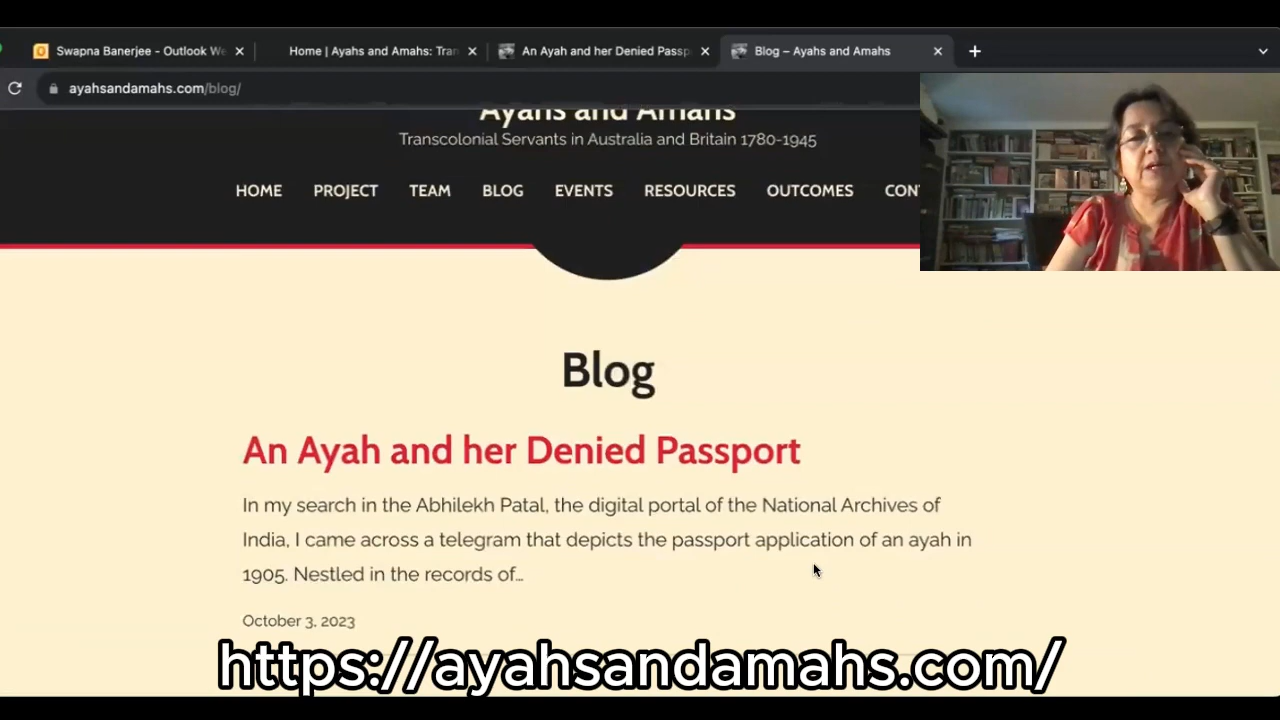 Swapna Banerjee - Outlook We
Home | Ayahs and Amahs: Tran
An Ayah and her Denied Passp
Blog – Ayahs and Amahs
ayahsandamahs.com/blog/
Ayahs and Amahs
Transcolonial Servants in Australia and Britain 1780-1945
HOME PROJECT TEAM BLOG EVENTS RESOURCES OUTCOMES CON
Blog
An Ayah and her Denied Passport
In my search in the Abhilekh Patal, the digital portal of the National Archives of
India, I came across a telegram that depicts the passport application of an ayah in
1905. Nestled in the records of…
October 3, 2023
https://ayahsandamahs.com/